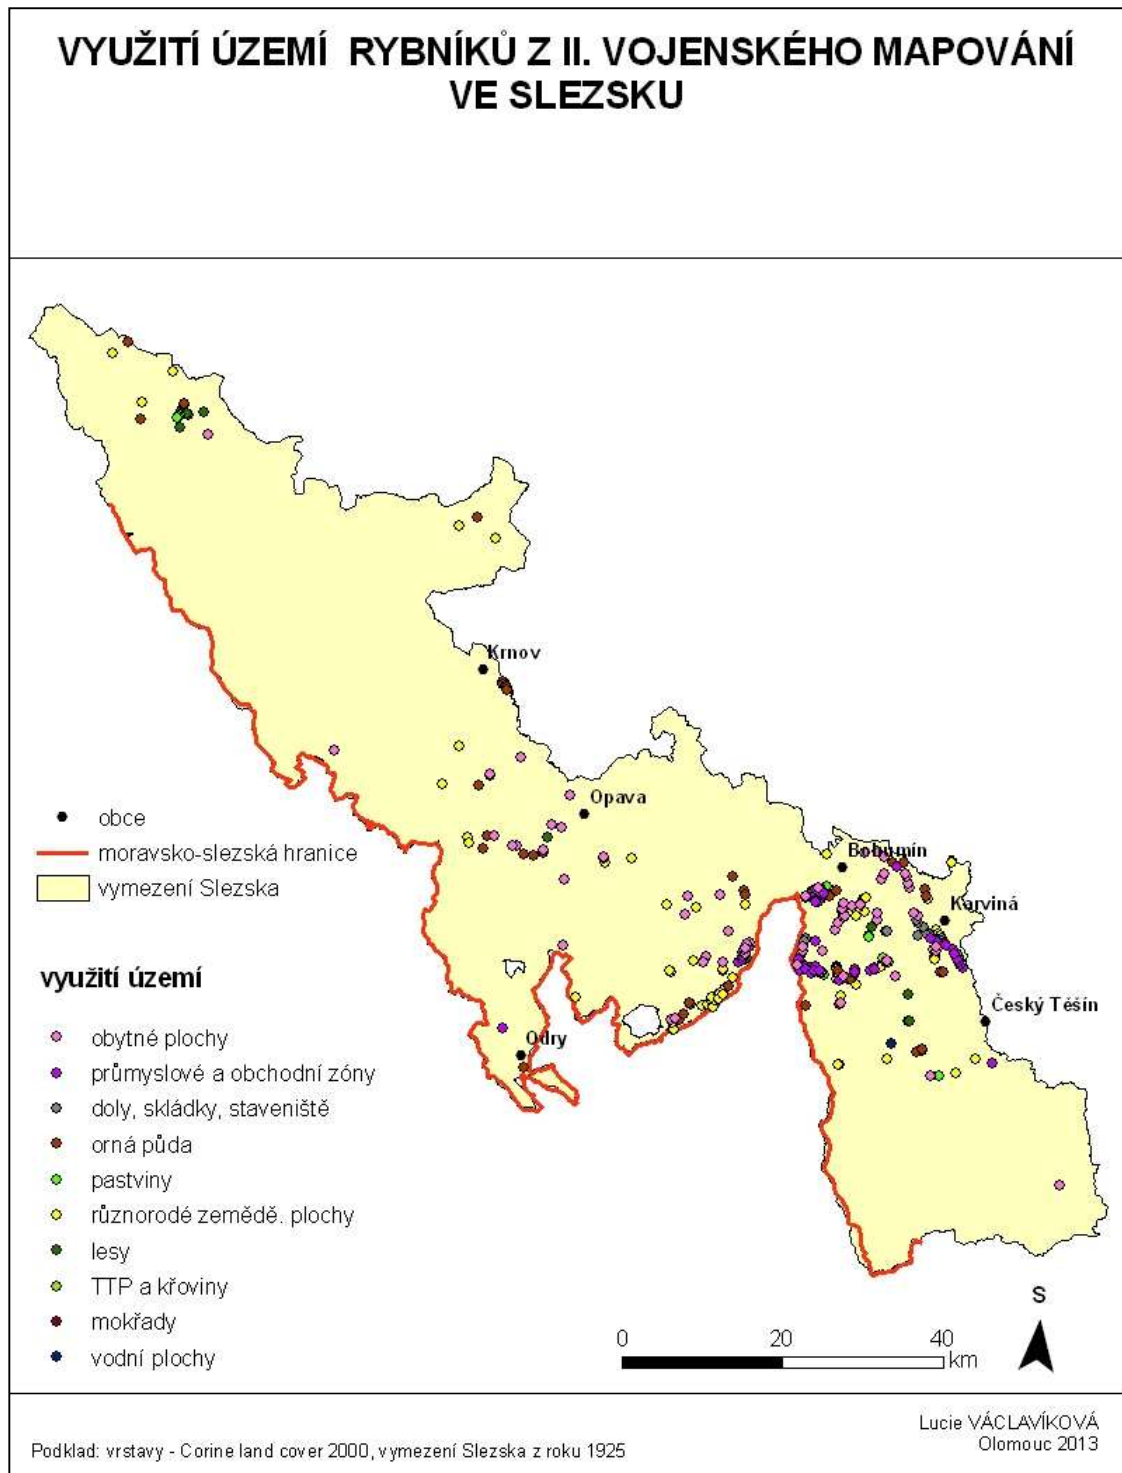 VYUŽITÍ ÚZEMÍ RYBNÍKŮ Z II. VOJENSKÉHO MAPOVÁNÍ
VE SLEZSKU
Krnov
Opava
Bohumín
Karviná
Český Těšín
Odry
obce
moravsko-slezská hranice
vymezení Slezska
využití území
obytné plochy
průmyslové a obchodní zóny
doly, skládky, staveniště
orná půda
pastviny
různorodé zemědě. plochy
lesy
TTP a křoviny
mokřady
vodní plochy
S
0 20 40
km
Lucie VÁCLAVÍKOVÁ
Olomouc 2013
Podklad: vrstavy - Corine land cover 2000, vymezení Slezska z roku 1925